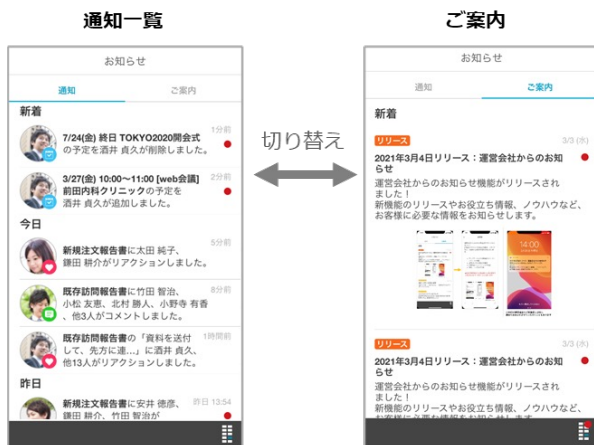 通知一覧
お知らせ
通知
ご案内
新着
1分前
7/24(金) 終日 TOKYO2020開会式
の予定を酒井 貞久が削除しました。
2分前
3/27(金) 10:00~11:00 [web会議]
前田内科クリニックの予定を
酒井 貞久が追加しました。
今日
5分前
新規注文報告書に太田 純子、
鎌田 耕介がリアクションしました。
8分前
既存訪問報告書に竹田 智治、
小松 友恵、北村 勝人、小野寺 有香
、他3人がコメントしました。
1時間前
既存訪問報告書の「資料を送付
して、先方に連...」に酒井 貞久、
他13人がリアクションしました。
昨日
昨日 13:54
新規注文報告書に安井 徳彦、
鎌田 耕介、竹田 智治が
切り替え
ご案内
お知らせ
通知
ご案内
新着
リリース
3/3 (水)
2021年3月4日リリース：運営会社からのお知
らせ
運営会社からのお知らせ機能がリリースされ
ました！
新機能のリリースやお役立ち情報、ノウハウなど、
お客様に必要な情報をお知らせします。
14:00
リリース
3/3 (水)
2021年3月4日リリース：運営会社からのお知
らせ
運営会社からのお知らせ機能がリリースされ
ました！
新機能のリリースやお役立ち情報、ノウハウなど、